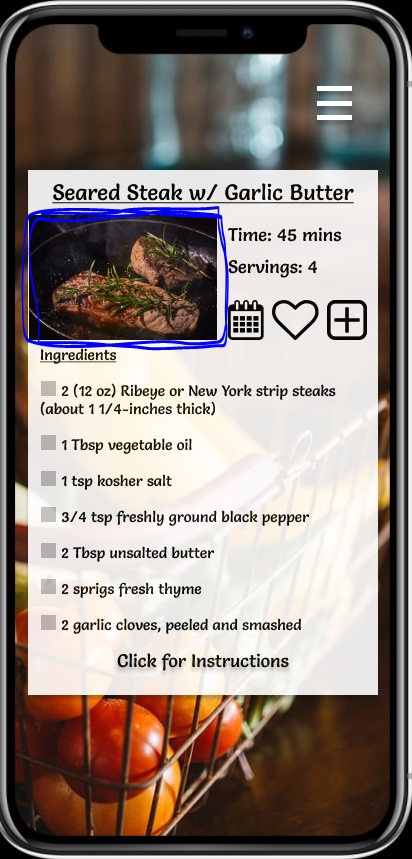 Seared Steak w/ Garlic Butter
Time: 45 mins
Servings: 4
Ingredients
2 (12 oz) Ribeye or New York strip steaks
(about 1 1/4-inches thick)
1 Tbsp vegetable oil
1 tsp kosher salt
3/4 tsp freshly ground black pepper
2 Tbsp unsalted butter
2 sprigs fresh thyme
2 garlic cloves, peeled and smashed
Click for Instructions